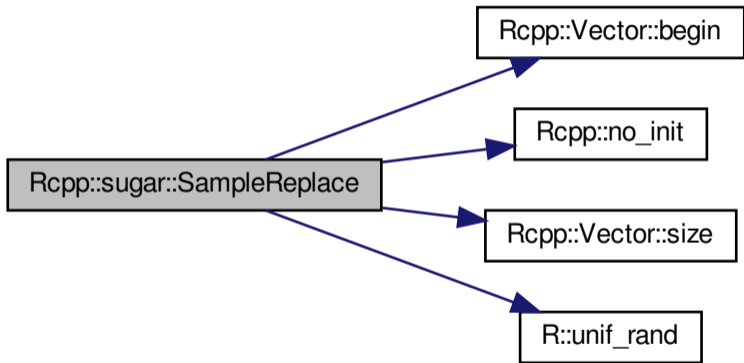 Rcpp::Vector::begin
Rcpp::no_init
Rcpp::sugar::SampleReplace
Rcpp::Vector::size
R::unif_rand